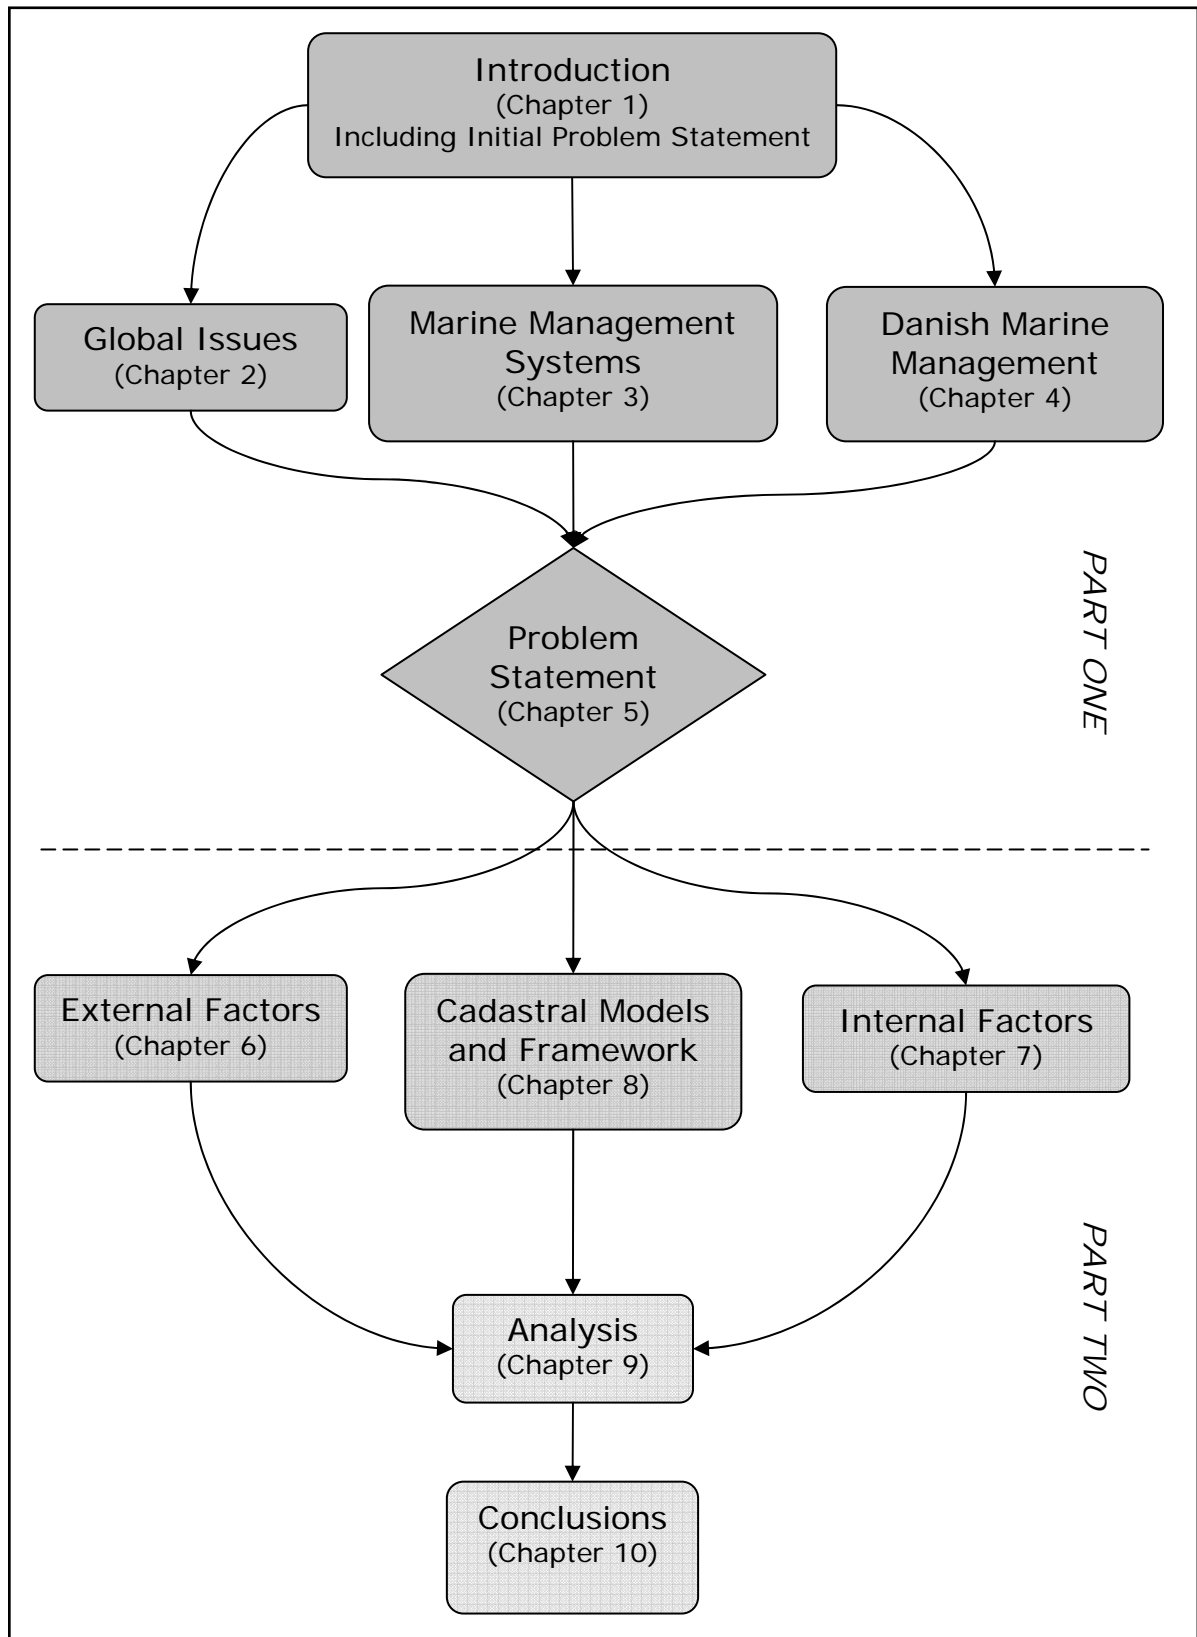 Introduction
(Chapter 1)
Including Initial Problem Statement
Global Issues
(Chapter 2)
Marine Management
Systems
(Chapter 3)
Danish Marine
Management
(Chapter 4)
Problem
Statement
(Chapter 5)
PART ONE
External Factors
(Chapter 6)
Cadastral Models
and Framework
(Chapter 8)
Internal Factors
(Chapter 7)
Analysis
(Chapter 9)
PART TWO
Conclusions
(Chapter 10)